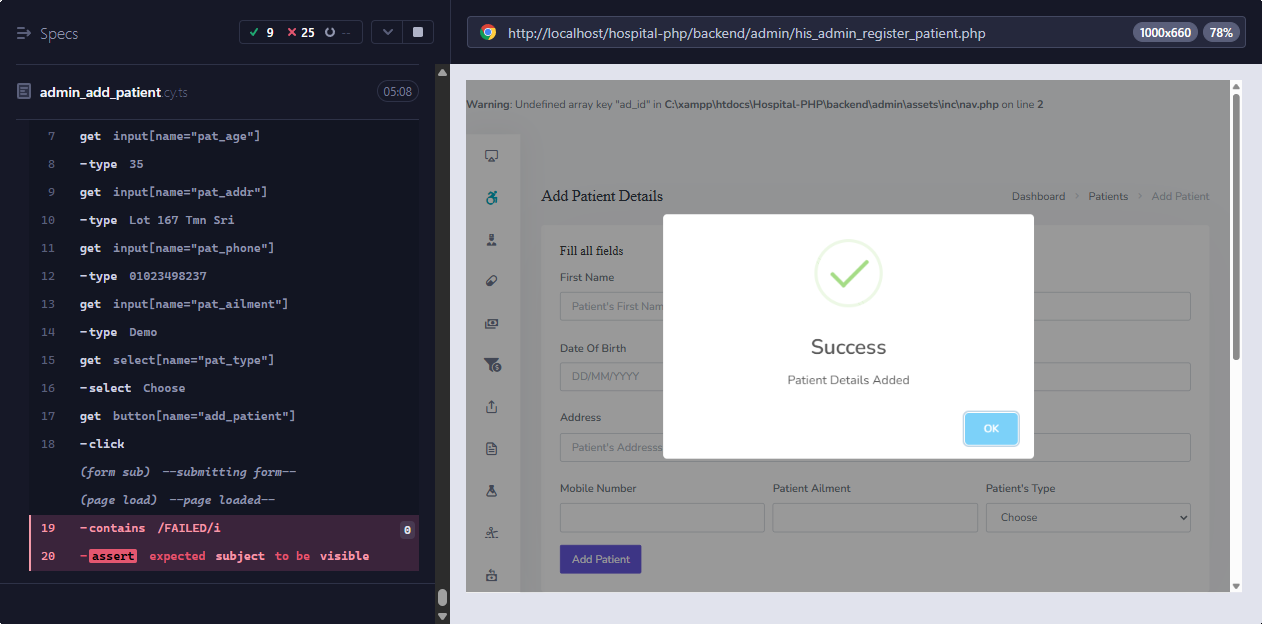 Specs
9 25 --
http://localhost/hospital-php/backend/admin/his_admin_register_patient.php
1000x660 78%
admin_add_patient.cy.ts 05:08
7 get input[name="pat_age"]
8 -type 35
9 get input[name="pat_addr"]
10 -type Lot 167 Tmn Sri
11 get input[name="pat_phone"]
12 -type 01023498237
13 get input[name="pat_ailment"]
14 -type Demo
15 get select[name="pat_type"]
16 -select Choose
17 get button[name="add_patient"]
18 -click
(form sub) --submitting form--
(page load) --page loaded--
19 -contains /FAILED/i 0
20 -assert expected subject to be visible
Warning: Undefined array key "ad_id" in C:\xampp\htdocs\Hospital-PHP\backend\admin\assets\inc\nav.php on line 2
Add Patient Details
Dashboard > Patients > Add Patient
Fill all fields
First Name
Patient's First Nam
Date Of Birth
DD/MM/YYYY
Address
Patient's Addresss
Success
Patient Details Added
OK
Mobile Number Patient Ailment Patient's Type
Choose
Add Patient